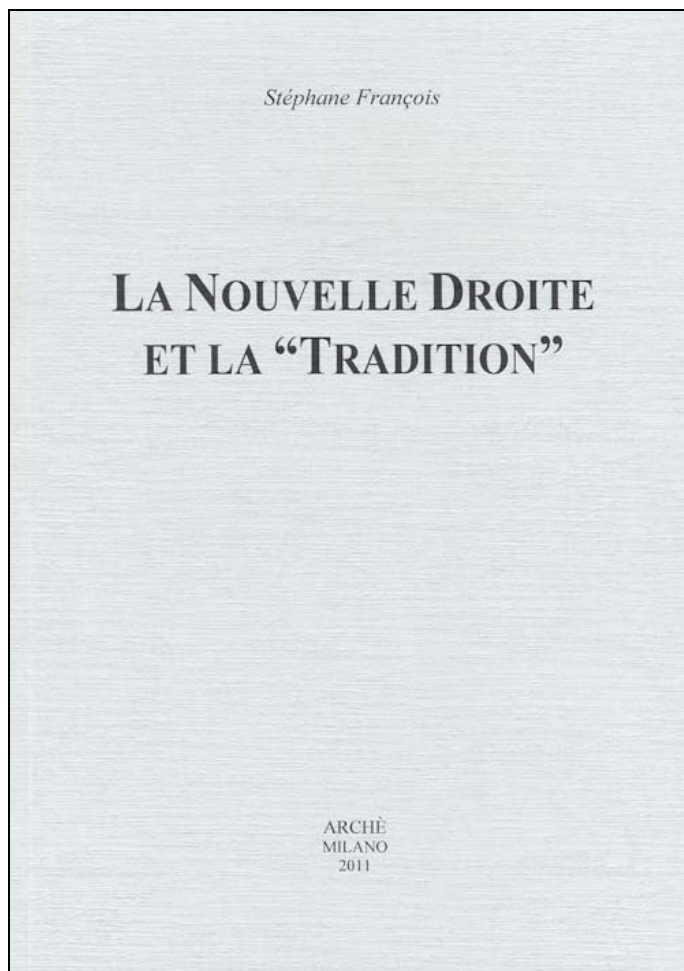 Stéphane François
LA NOUVELLE DROITE
ET LA “TRADITION”
ARCHÈ
MILANO
2011